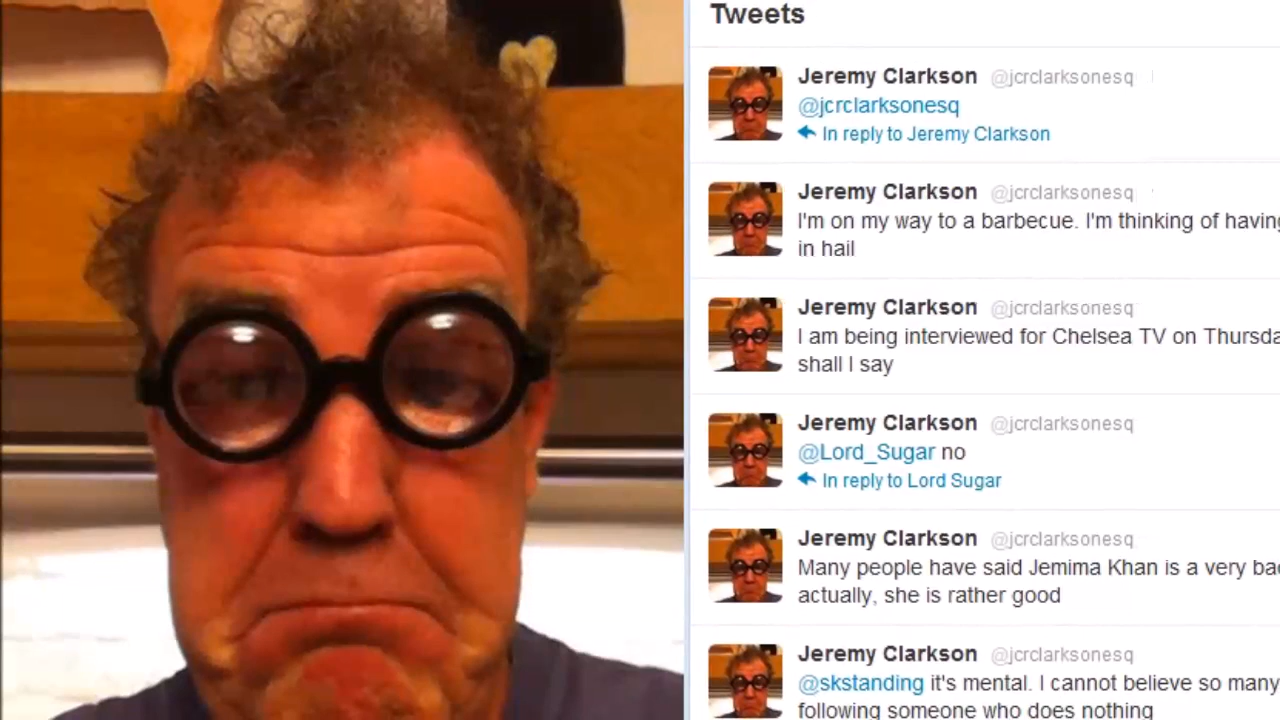 Tweets
Jeremy Clarkson @jcrclarksonesq
@jcrclarksonesq
In reply to Jeremy Clarkson
Jeremy Clarkson @jcrclarksonesq
I'm on my way to a barbecue. I'm thinking of having
in hail
Jeremy Clarkson @jcrclarksonesq
I am being interviewed for Chelsea TV on
shall I say
Jeremy Clarkson @jcrclarksonesq
@Lord_Sugar no
In reply to Lord Sugar
Jeremy Clarkson @jcrclarksonesq
Many people have said Jemima Khan is a very
actually, she is rather good
Jeremy Clarkson @jcrclarksonesq
@skstanding it's mental. I cannot believe so many
following someone who does nothing